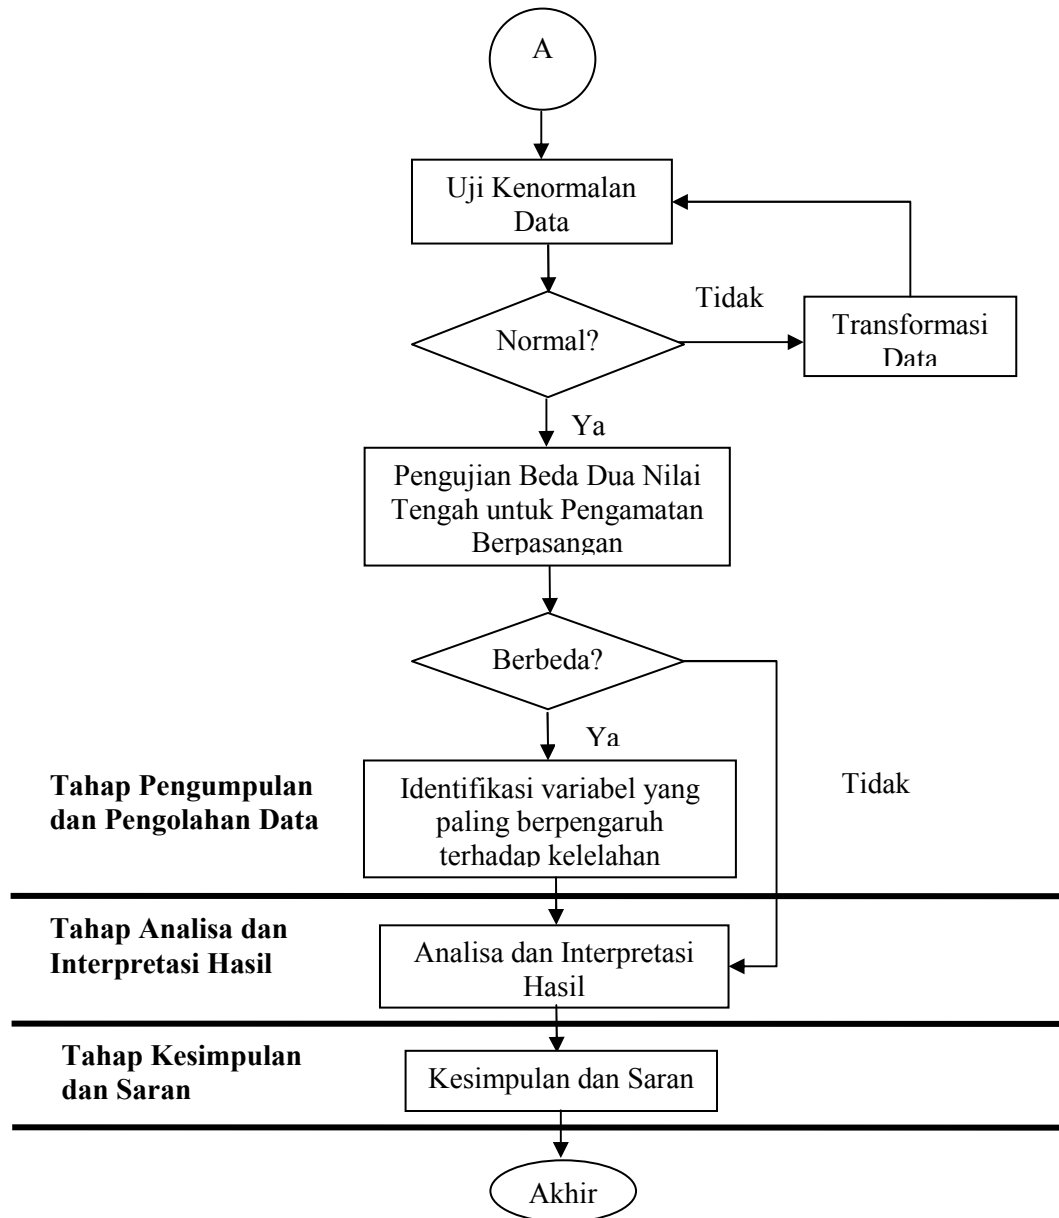 A
Uji Kenormalan
Data
Tidak
Transformasi
Data
Normal?
Ya
Pengujian Beda Dua Nilai
Tengah untuk Pengamatan
Berpasangan
Berbeda?
Ya
Tidak
Tahap Pengumpulan
dan Pengolahan Data
Identifikasi variabel yang
paling berpengaruh
terhadap kelelahan
Tahap Analisa dan
Interpretasi Hasil
Analisa dan Interpretasi
Hasil
Tahap Kesimpulan
dan Saran
Kesimpulan dan Saran
Akhir